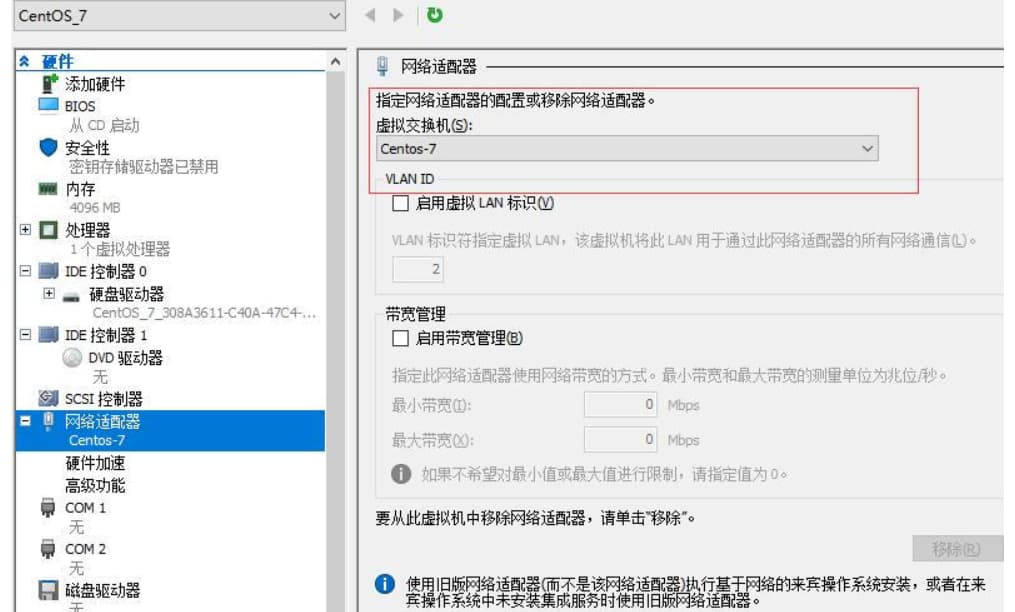 CentOS_7
硬件
添加硬件
BIOS
从 CD 启动
安全性
密钥存储驱动器已禁用
内存
4096 MB
处理器
1 个虚拟处理器
IDE 控制器 0
硬盘驱动器
CentOS_7_308A3611-C40A-47C4-...
IDE 控制器 1
DVD 驱动器
无
SCSI 控制器
网络适配器
Centos-7
硬件加速
高级功能
COM 1
无
COM 2
无
磁盘驱动器
无
网络适配器
指定网络适配器的配置或移除网络适配器。
虚拟交换机(S):
Centos-7
VLAN ID
启用虚拟 LAN 标识(V)
VLAN 标识符指定虚拟 LAN，该虚拟机将此 LAN 用于通过此网络适配器的所有网络通信(L)。
2
带宽管理
启用带宽管理(B)
指定此网络适配器使用网络带宽的方式。最小带宽和最大带宽的测量单位为兆位/秒。
最小带宽(I): 0 Mbps
最大带宽(X): 0 Mbps
如果不希望对最小值或最大值进行限制，请指定值为 0。
要从此虚拟机中移除网络适配器，请单击“移除”。
移除(R)
使用旧版网络适配器(而不是该网络适配器)执行基于网络的来宾操作系统安装，或者在来
宾操作系统中未安装集成服务时使用旧版网络适配器。